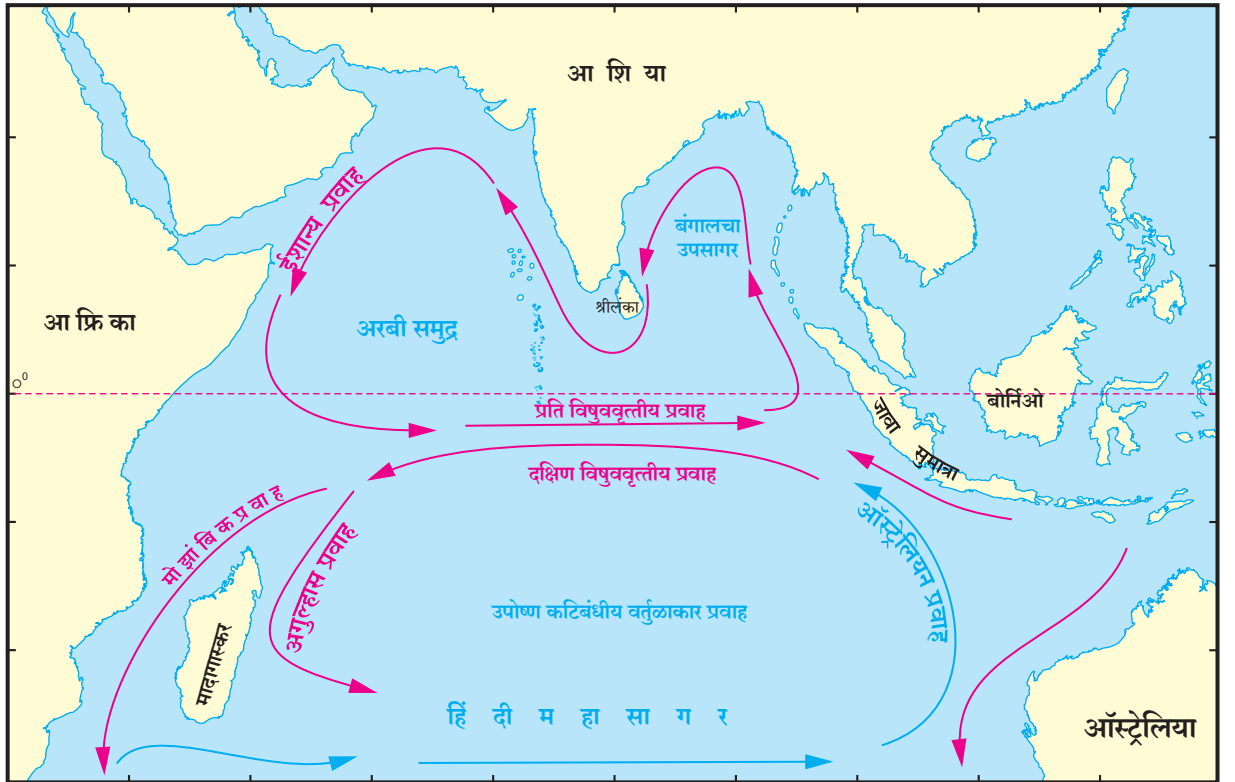 आ शि या
ईशान्य प्रवाह
बंगालचा
उपसागर
श्रीलंका
आ फ्रि का
अरबी समुद्र
0⁰
प्रति विषुववृत्तीय प्रवाह
जावा
बोर्निओ
सुमात्रा
दक्षिण विषुववृत्तीय प्रवाह
मो झां बि क प्र वा ह
अगुल्हास प्रवाह
ऑस्ट्रेलियन प्रवाह
उपोष्ण कटिबंधीय वर्तुळाकार प्रवाह
मादागास्कर
हिं दी म हा सा ग र
ऑस्ट्रेलिया